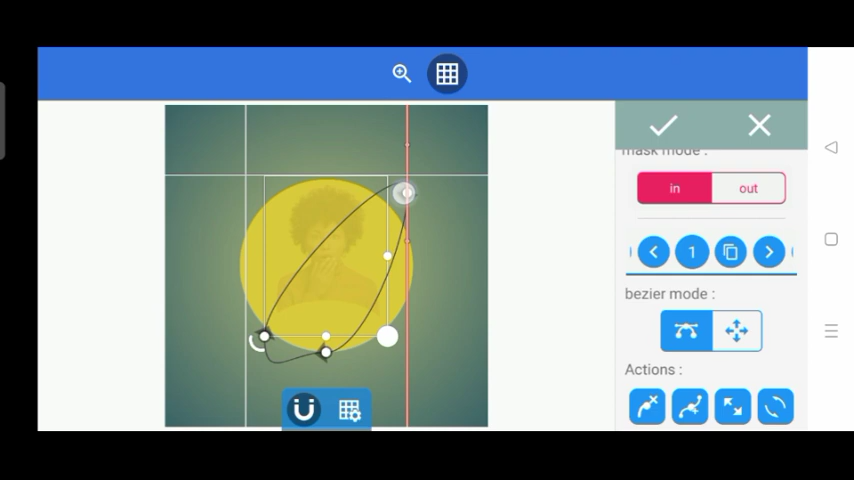 mask mode :
in out
1
bezier mode :
Actions :